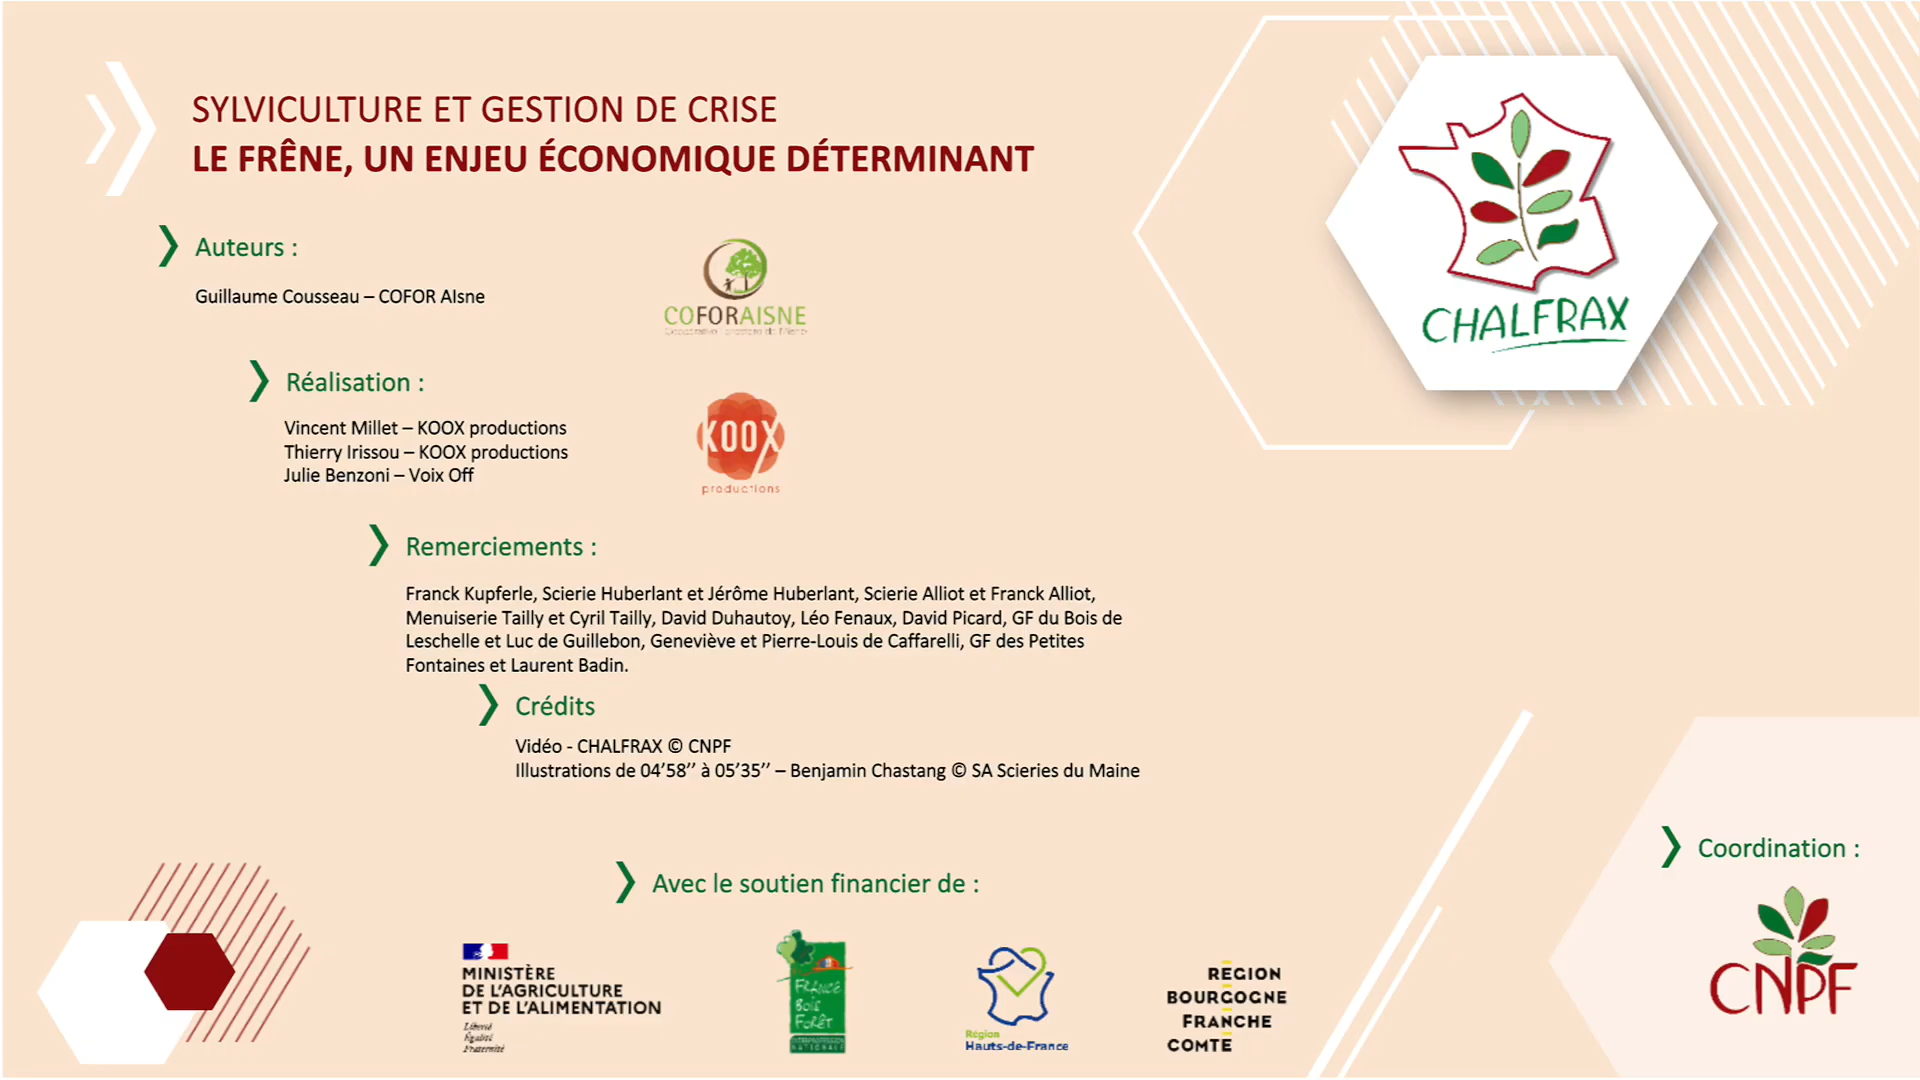 SYLVICULTURE ET GESTION DE CRISE
LE FRÊNE, UN ENJEU ÉCONOMIQUE DÉTERMINANT
CHALFRAX
Auteurs :
Guillaume Cousseau – COFOR AIsne
COFORAISNE
Réalisation :
Vincent Millet – KOOX productions
Thierry Irissou – KOOX productions
Julie Benzoni – Voix Off
KOOX
productions
Remerciements :
Franck Kupferle, Scierie Huberlant et Jérôme Huberlant, Scierie Alliot et Franck Alliot,
Menuiserie Tailly et Cyril Tailly, David Duhautoy, Léo Fenaux, David Picard, GF du Bois de
Leschelle et Luc de Guillebon, Geneviève et Pierre-Louis de Caffarelli, GF des Petites
Fontaines et Laurent Badin.
Crédits
Vidéo - CHALFRAX © CNPF
Illustrations de 04’58’’ à 05’35’’ – Benjamin Chastang © SA Scieries du Maine
Avec le soutien financier de :
MINISTÈRE
DE L’AGRICULTURE
ET DE L’ALIMENTATION
Liberté
Égalité
Fraternité
FRANCE
BOIS
FORÊT
INTERPROFESSION
NATIONALE
Région
Hauts-de-France
RÉGION
BOURGOGNE
FRANCHE
COMTE
Coordination :
CNPF